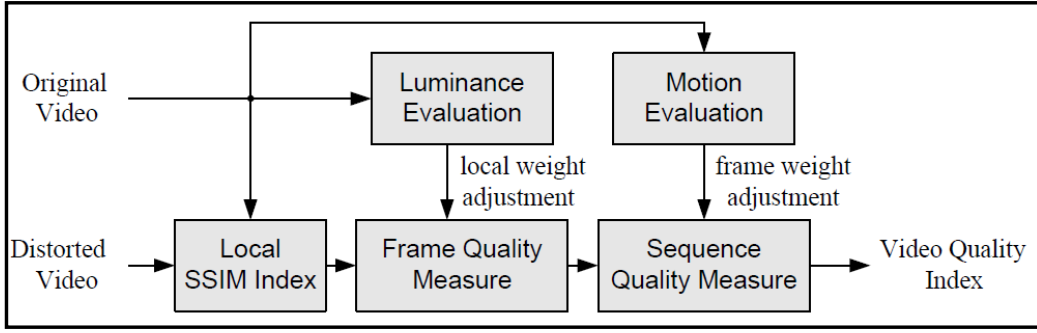 Original
Video
Luminance
Evaluation
Motion
Evaluation
local weight
adjustment
frame weight
adjustment
Distorted
Video
Local
SSIM Index
Frame Quality
Measure
Sequence
Quality Measure
Video Quality
Index